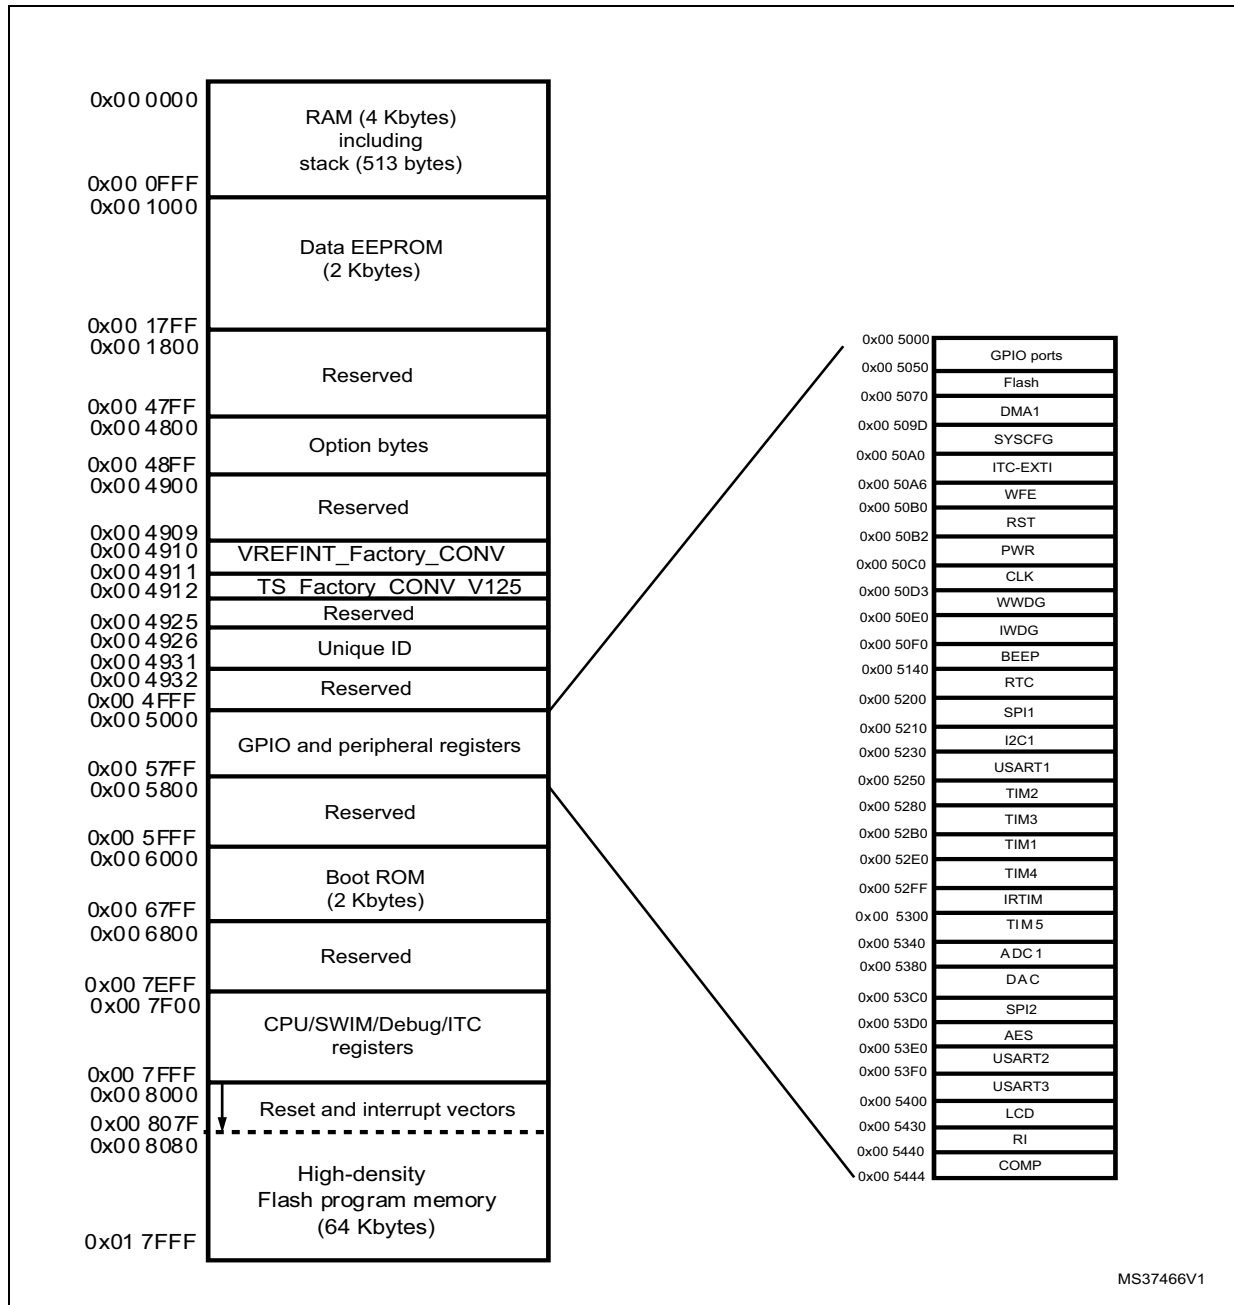 0x00 0000
RAM (4 Kbytes)
including
stack (513 bytes)
0x00 0FFF
0x00 1000
Data EEPROM
(2 Kbytes)
0x00 17FF
0x00 1800
Reserved
0x00 47FF
0x00 4800
Option bytes
0x00 48FF
0x00 4900
Reserved
0x00 4909
0x00 4910
VREFINT_Factory_CONV
0x00 4911
0x00 4912
TS_Factory_CONV_V125
Reserved
0x00 4925
0x00 4926
Unique ID
0x00 4931
0x00 4932
Reserved
0x00 4FFF
0x00 5000
GPIO and peripheral registers
0x00 57FF
0x00 5800
Reserved
0x00 5FFF
0x00 6000
Boot ROM
(2 Kbytes)
0x00 67FF
0x00 6800
Reserved
0x00 7EFF
0x00 7F00
CPU/SWIM/Debug/ITC
registers
0x00 7FFF
0x00 8000
Reset and interrupt vectors
0x00 807F
0x00 8080
High-density
Flash program memory
(64 Kbytes)
0x01 7FFF
0x00 5000
GPIO ports
0x00 5050
Flash
0x00 5070
DMA1
0x00 509D
SYSCFG
0x00 50A0
ITC-EXTI
0x00 50A6
WFE
0x00 50B0
RST
0x00 50B2
PWR
0x00 50C0
CLK
0x00 50D3
WWDG
0x00 50E0
IWDG
0x00 50F0
BEEP
0x00 5140
RTC
0x00 5200
SPI1
0x00 5210
I2C1
0x00 5230
USART1
0x00 5250
TIM2
0x00 5280
TIM3
0x00 52B0
TIM1
0x00 52E0
TIM4
0x00 52FF
IRTIM
0x00 5300
TIM5
0x00 5340
ADC1
0x00 5380
DAC
0x00 53C0
SPI2
0x00 53D0
AES
0x00 53E0
USART2
0x00 53F0
USART3
0x00 5400
LCD
0x00 5430
RI
0x00 5440
COMP
0x00 5444
MS37466V1